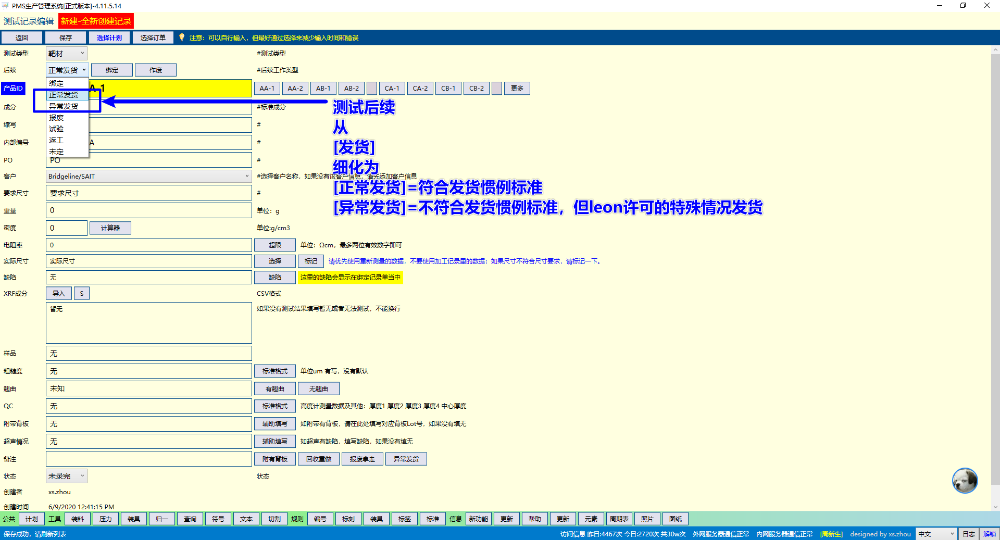 PMS生产管理系统[正式版本]-4.11.5.14
测试记录编辑 新建-全新创建记录
返回 保存 选择计划 选择订单 注意：可以自行输入，但最好通过选择来减少输入时间和错误
测试类型 靶材 #测试类型
后续 正常发货 绑定 作废 #后续工作类型
绑定
正常发货
异常发货
报废
试验
返工
未定
产品ID A-1 AA-1 AA-2 AB-1 AB-2 CA-1 CA-2 CB-1 CB-2 更多
成分 #标准成分
缩写 #
内部编号 A #
PO PO #
客户 Bridgeline/SAIT #选择客户名称，如果没有该客户信息，请先添加客户信息
要求尺寸 要求尺寸 #
重量 0 单位：g
密度 0 计算器 单位:g/cm3
电阻率 0 超限 单位：Ωcm，最多两位有效数字即可
实际尺寸 实际尺寸 选择 标记 请优先使用重新测量的数据，不要使用加工记录里的数据；如果尺寸不符合尺寸要求，请标记一下。
缺陷 无 缺陷 这里的缺陷会显示在绑定记录单当中
XRF成分 导入 S CSV格式
暂无 如果没有测试结果填写暂无或者无法测试，不能换行
样品 无
粗糙度 无 标准格式 单位um 有写，没有默认
翘曲 未知 有翘曲 无翘曲
QC 无 标准格式 高度计测量数据及其他：厚度1 厚度2 厚度3 厚度4 中心厚度
附带背板 无 辅助填写 如附带有背板，请在此处填写对应背板Lot号，如果没有填无
超声情况 无 辅助填写 如超声有缺陷，填写缺陷，如果没有填无
备注 附有背板 回收重做 报废拿走 异常发货
状态 未录完 状态
创建者 xs.zhou
创建时间 6/9/2020 12:41:15 PM
测试后续
从
[发货]
细化为
[正常发货]=符合发货惯例标准
[异常发货]=不符合发货惯例标准，但leon许可的特殊情况发货
公共 计划 工具 装料 压力 装具 归一 查询 符号 文本 切割 规则 编号 标刻 装具 标签 标准 信息 新功能 更新 帮助 更新 元素 周期表 照片 图纸
保存成功，请刷新列表 访问信息 昨日:4467次 今日:2720次 共30w次 外网服务器通信正常 内网服务器通信正常 [周新生] designed by xs.zhou 中文 日志 解锁